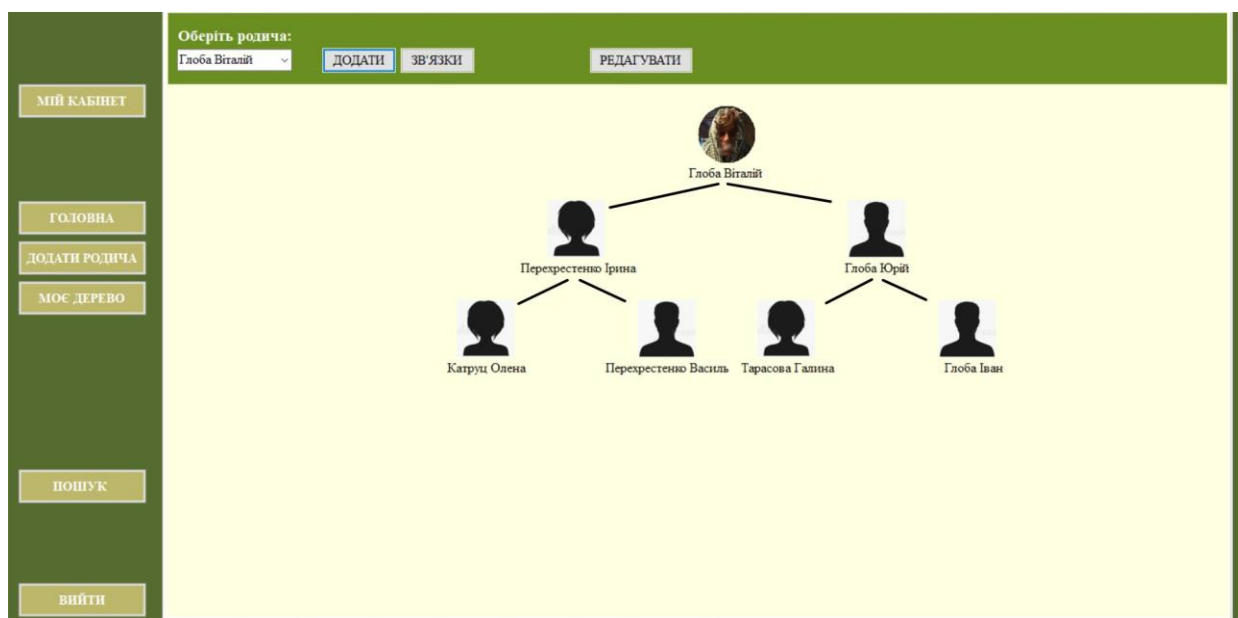 Оберіть родича:
Глоба Віталій
ДОДАТИ
ЗВ'ЯЗКИ
РЕДАГУВАТИ
МІЙ КАБІНЕТ
ГОЛОВНА
ДОДАТИ РОДИЧА
МОЄ ДЕРЕВО
ПОШУК
ВИЙТИ
Глоба Віталій
Перехрестенко Ірина
Глоба Юрій
Катруц Олена
Перехрестенко Василь
Тарасова Галина
Глоба Іван